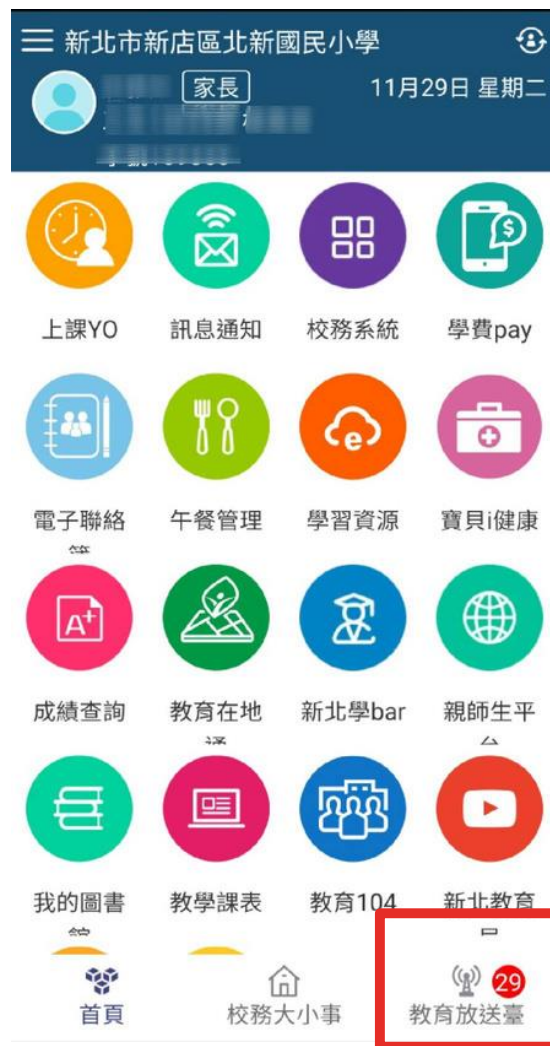 新北市新店區北新國民小學
家長
11月29日 星期二
上課YO
訊息通知
校務系統
學費pay
$
e
電子聯絡
午餐管理
學習資源
寶貝i健康
A+
成績查詢
教育在地
新北學bar
親師生平
我的圖書
教學課表
教育104
新北教育
29
首頁
校務大小事
教育放送臺